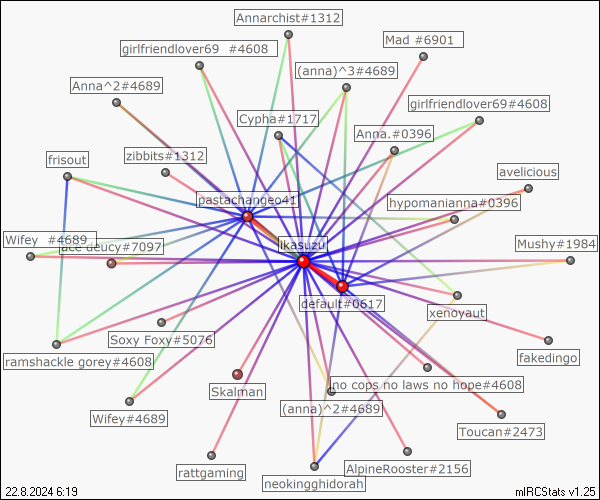 Annarchist#1312
girlfriendlover69 #4608
Mad #6901
(anna)^3#4689
Anna^2#4689
girlfriendlover69#4608
Cypha#1717
Anna.#0396
zibbits#1312
frisout
avelicious
pastachangeo41
hypomanianna#0396
Wifey #4689
ace deucy#7097
likasuzu
Mushy#1984
default#0617
xenoyaut
Soxy Foxy#5076
fakedingo
ramshackle gorey#4608
Skalman
no cops no laws no hope#4608
(anna)^2#4689
Wifey#4689
Toucan#2473
rattgaming
AlpineRooster#2156
neokingghidorah
22.8.2024 6:19
mIRCStats v1.25